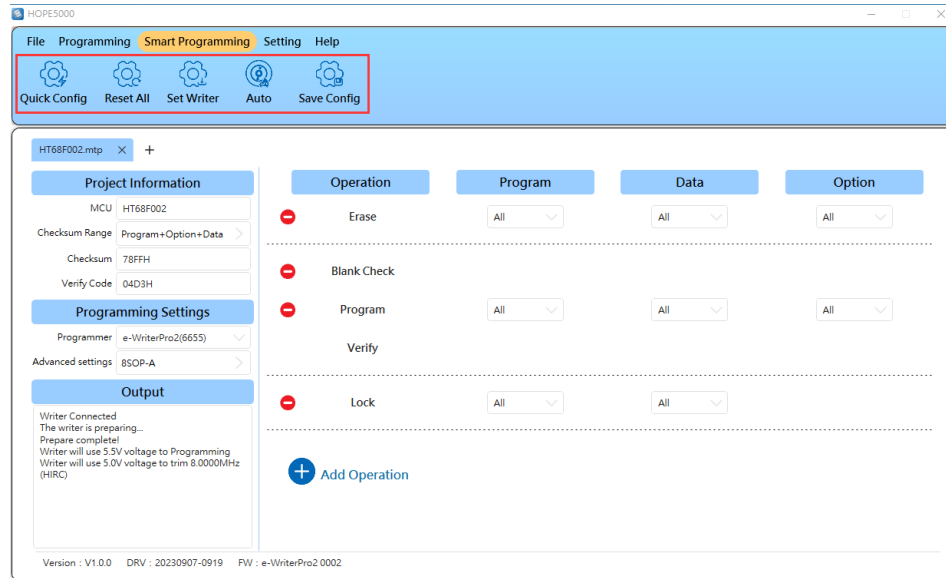 HOPE5000
File Programming Smart Programming Setting Help
Quick Config Reset All Set Writer Auto Save Config
HT68F002.mtp
Project Information
MCU HT68F002
Checksum Range Program+Option+Data
Checksum 78FFH
Verify Code 04D3H
Programming Settings
Programmer e-WriterPro2(6655)
Advanced settings 8SOP-A
Output
Writer Connected
The writer is preparing...
Prepare complete!
Writer will use 5.5V voltage to Programming
Writer will use 5.0V voltage to trim 8.0000MHz
(HIRC)
Operation Program Data Option
Erase All All All
Blank Check
Program All All All
Verify
Lock All All
Add Operation
Version : V1.0.0 DRV : 20230907-0919 FW : e-WriterPro2 0002